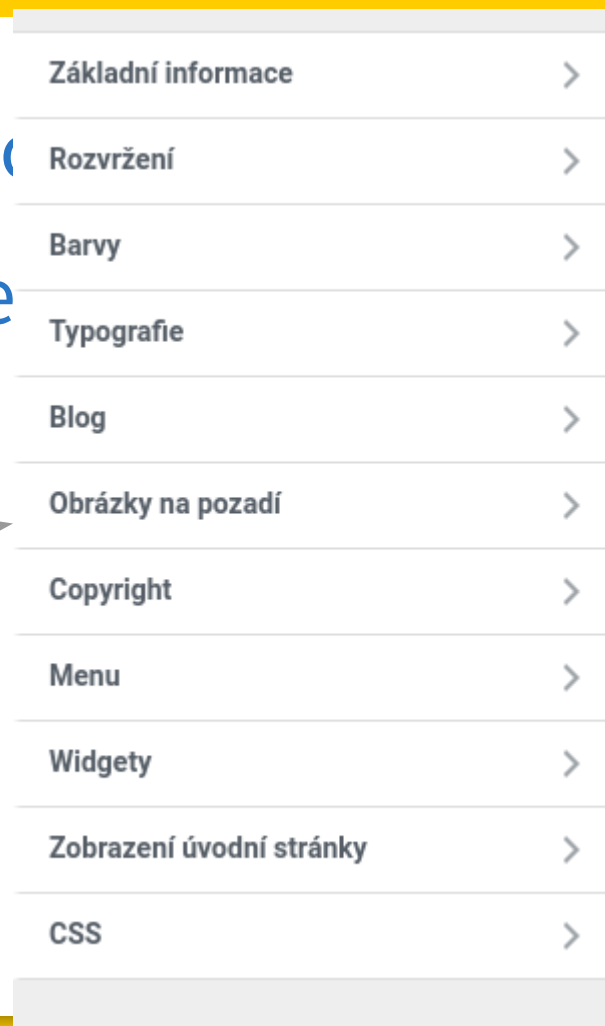 Základní informace
Rozvržení
Barvy
Typografie
Blog
Obrázky na pozadí
Copyright
Menu
Widgety
Zobrazení úvodní stránky
CSS